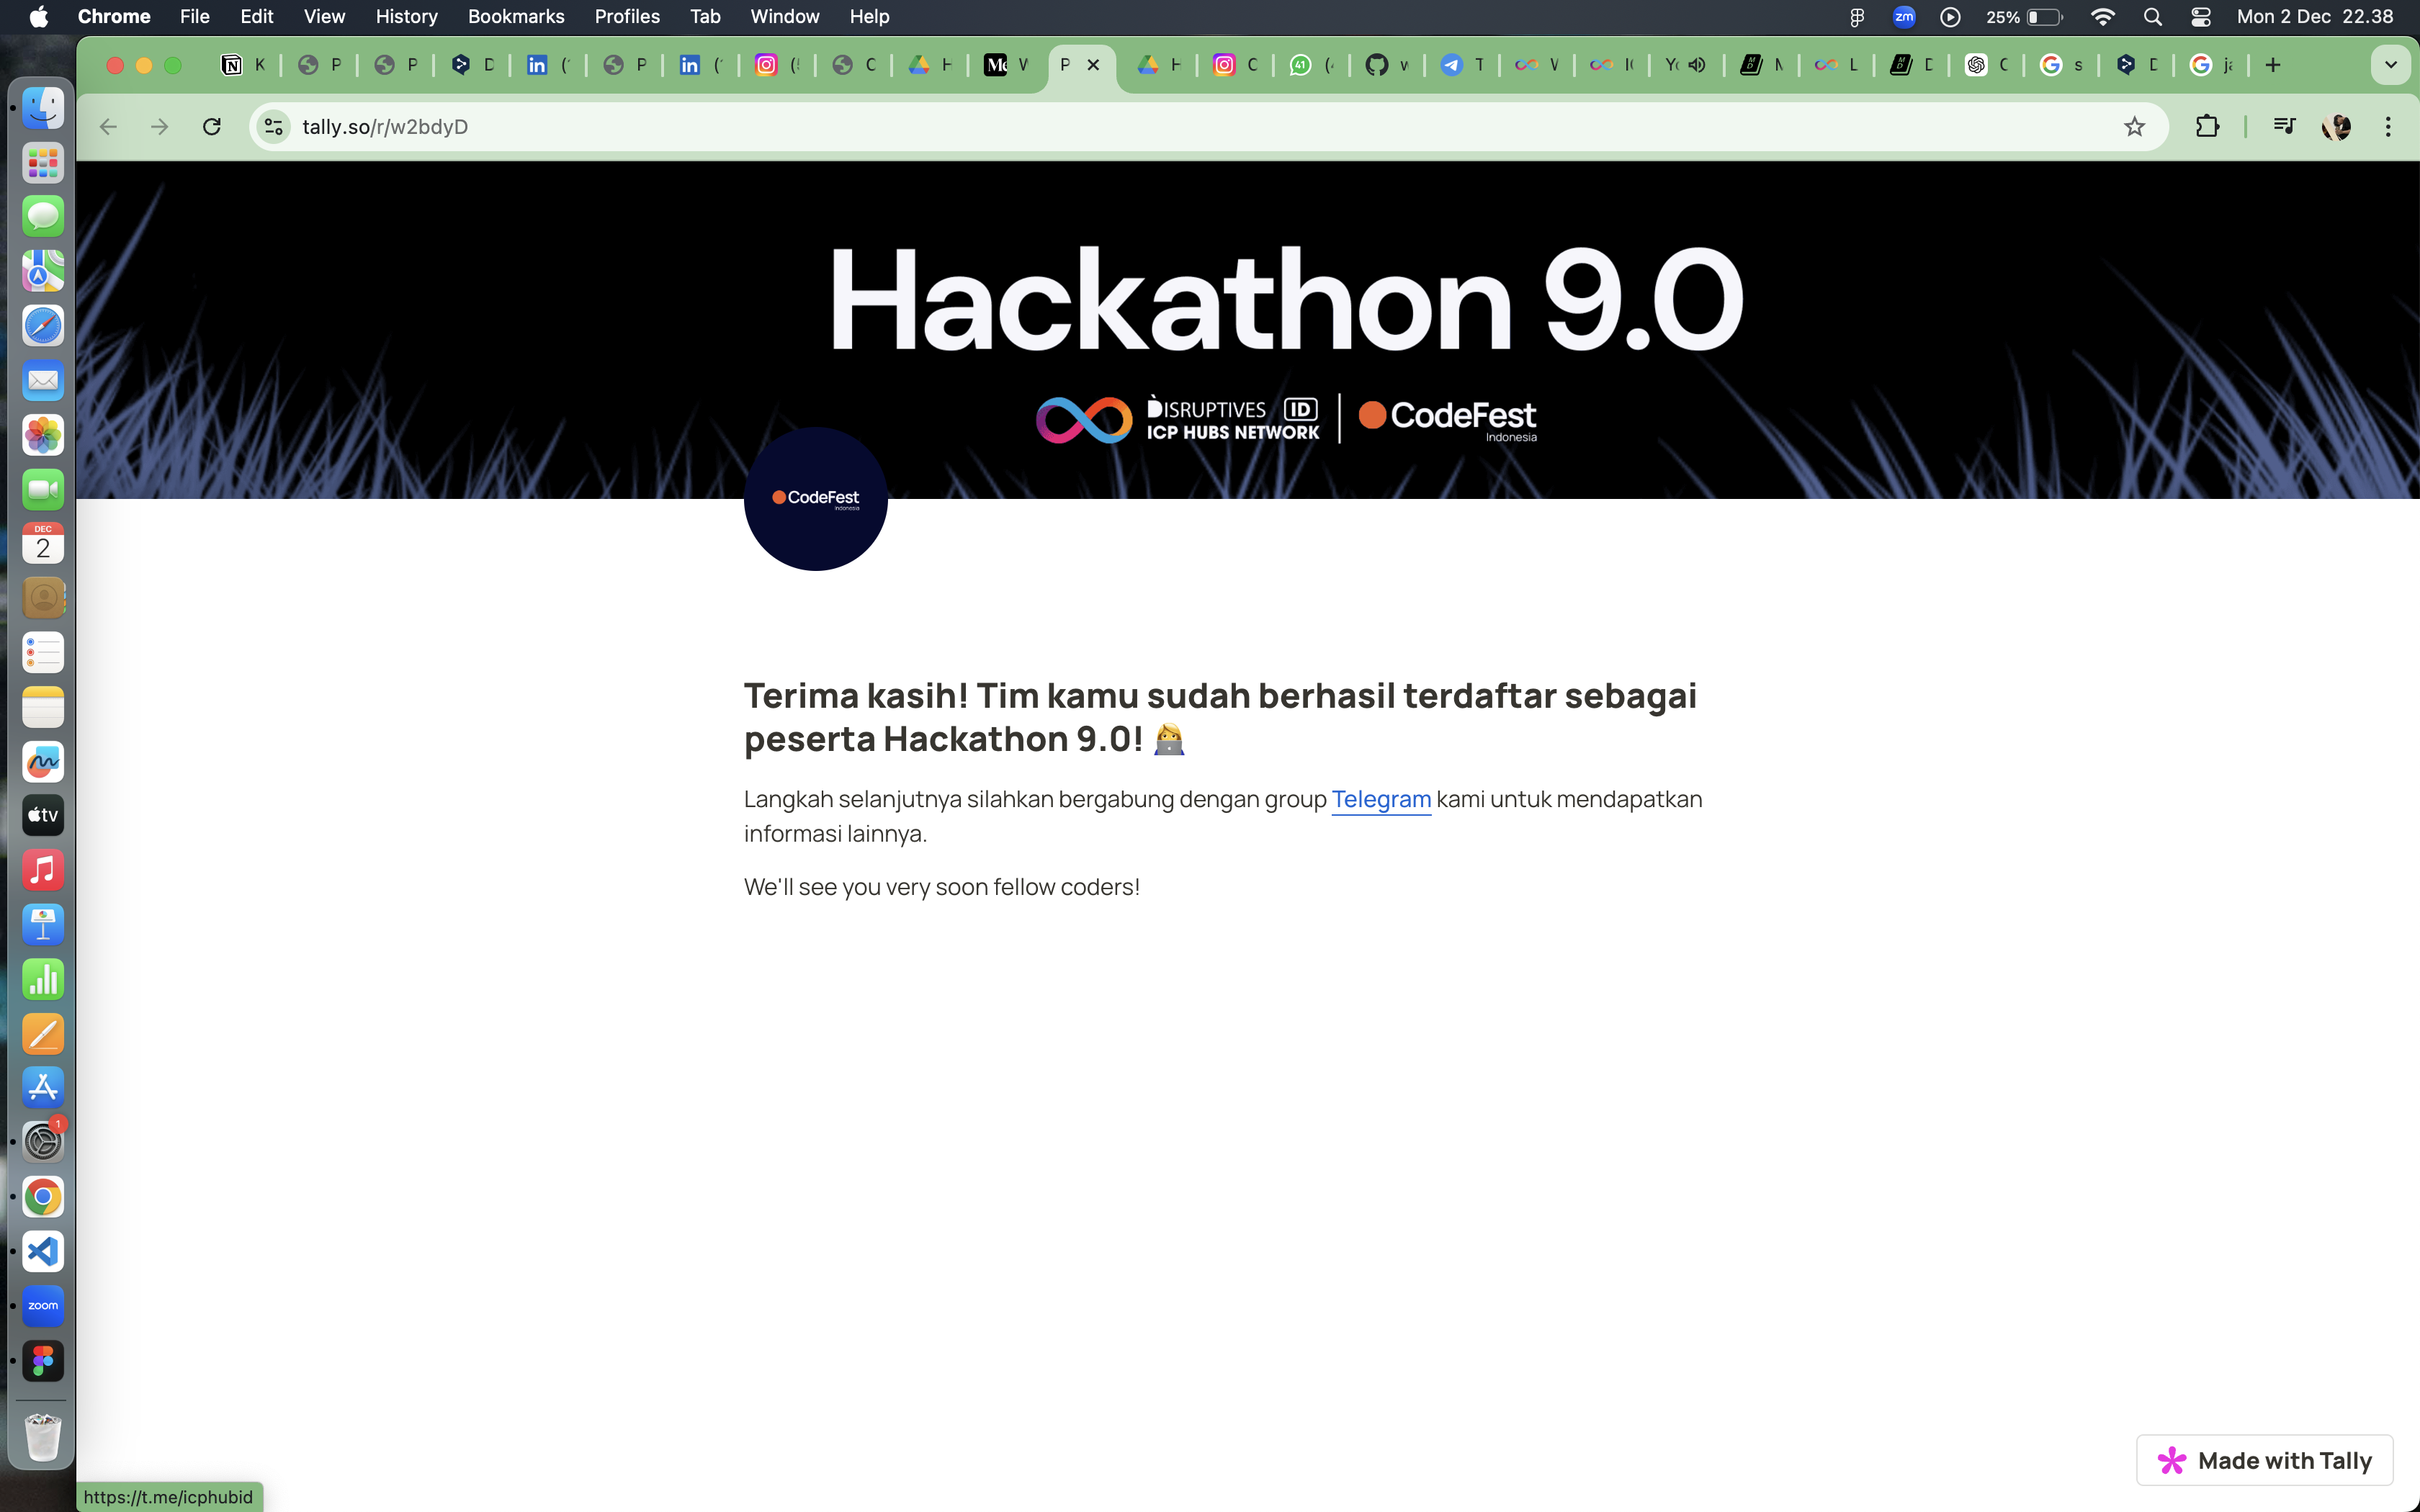 Chrome File Edit View History Bookmarks Profiles Tab Window Help
zm 25% Mon 2 Dec 22.38
tally.so/r/w2bdyD
Hackathon 9.0
DISRUPTIVES ID
ICP HUBS NETWORK
CodeFest
Indonesia
CodeFest
Indonesia
Terima kasih! Tim kamu sudah berhasil terdaftar sebagai
peserta Hackathon 9.0!
Langkah selanjutnya silahkan bergabung dengan group Telegram kami untuk mendapatkan
informasi lainnya.
We'll see you very soon fellow coders!
DEC
2
tv
1
zoom
Made with Tally
https://t.me/icphubid